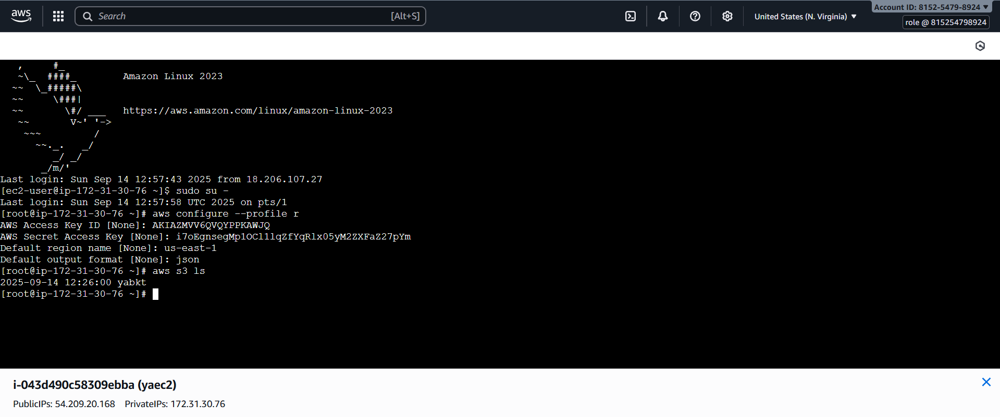 aws
Search [Alt+S]
United States (N. Virginia)
Account ID: 8152-5479-8924
role @ 815254798924
   ,     #_
   ~\_  ####_        Amazon Linux 2023
  ~~  \_#####\
  ~~     \###|
  ~~       \#/ ___   https://aws.amazon.com/linux/amazon-linux-2023
   ~~       V~' '->
    ~~~         /
      ~~._.   _/
         _/ _/
       _/m/'
Last login: Sun Sep 14 12:57:43 2025 from 18.206.107.27
[ec2-user@ip-172-31-30-76 ~]$ sudo su -
Last login: Sun Sep 14 12:57:58 UTC 2025 on pts/1
[root@ip-172-31-30-76 ~]# aws configure --profile r
AWS Access Key ID [None]: AKIAZMVV6QVQYPPKAWJQ
AWS Secret Access Key [None]: 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
Default region name [None]: us-east-1
Default output format [None]: json
[root@ip-172-31-30-76 ~]# aws s3 ls
2025-09-14 12:26:00 yabkt
[root@ip-172-31-30-76 ~]#
i-043d490c58309ebba (yaec2)
PublicIPs: 54.209.20.168 PrivateIPs: 172.31.30.76